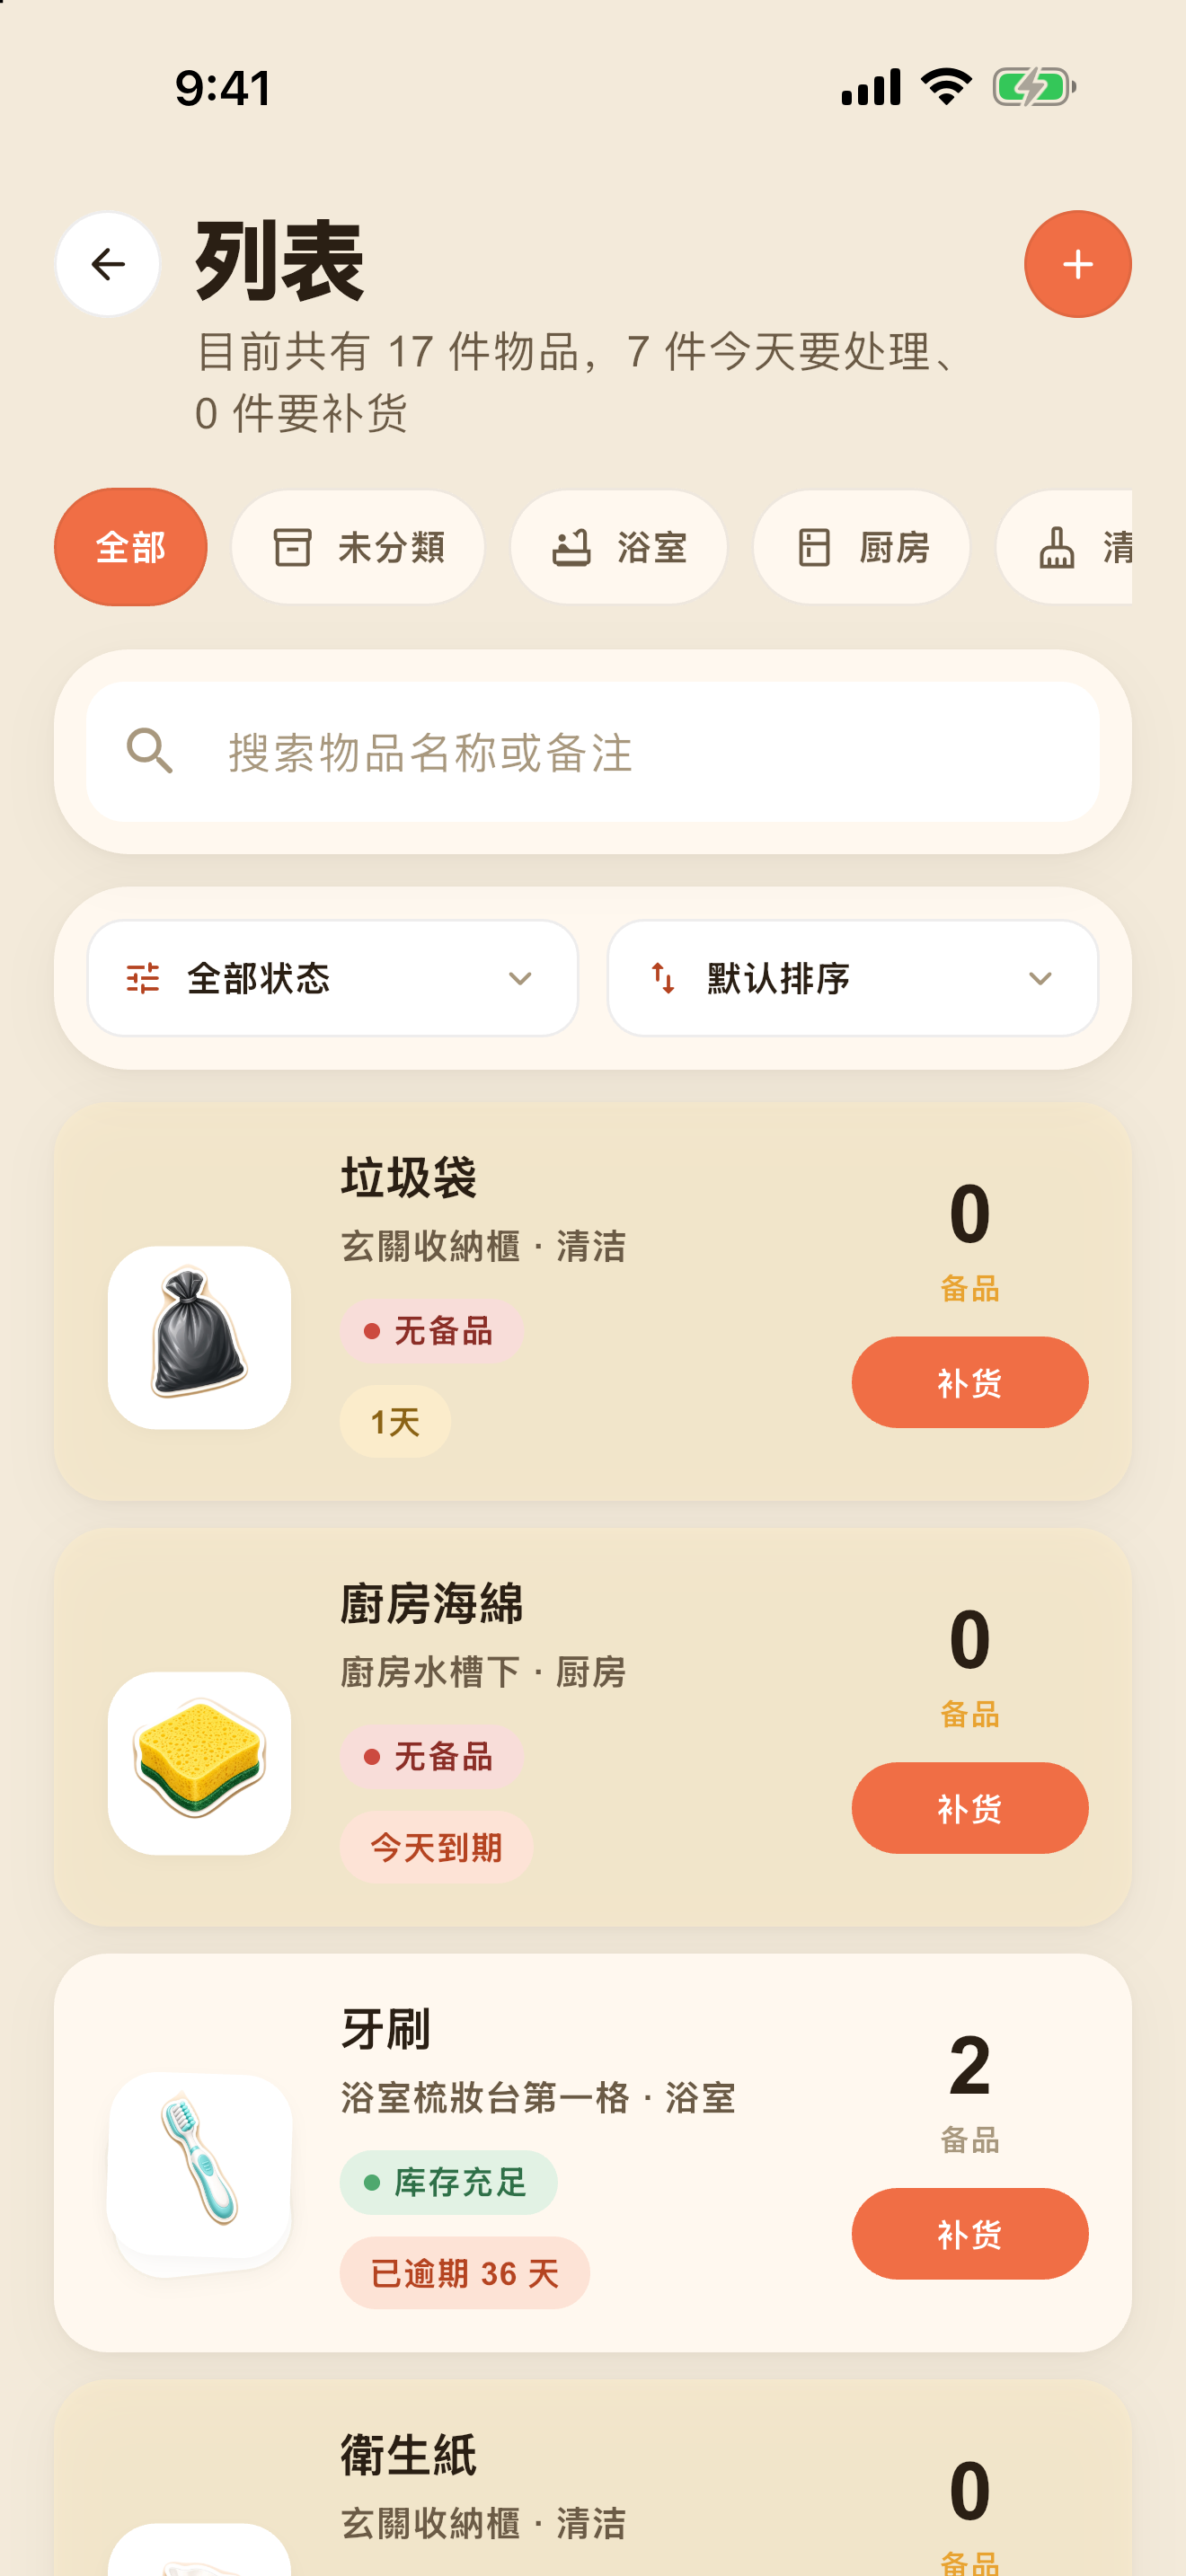 9:41
列表
目前共有 17 件物品，7 件今天要处理、
0 件要补货
全部
未分類
浴室
厨房
清
搜索物品名称或备注
全部状态
默认排序
垃圾袋
玄關收納櫃 · 清洁
无备品
1天
0
备品
补货
廚房海綿
廚房水槽下 · 厨房
无备品
今天到期
0
备品
补货
牙刷
浴室梳妝台第一格 · 浴室
库存充足
已逾期 36 天
2
备品
补货
衛生紙
玄關收納櫃 · 清洁
0
备品